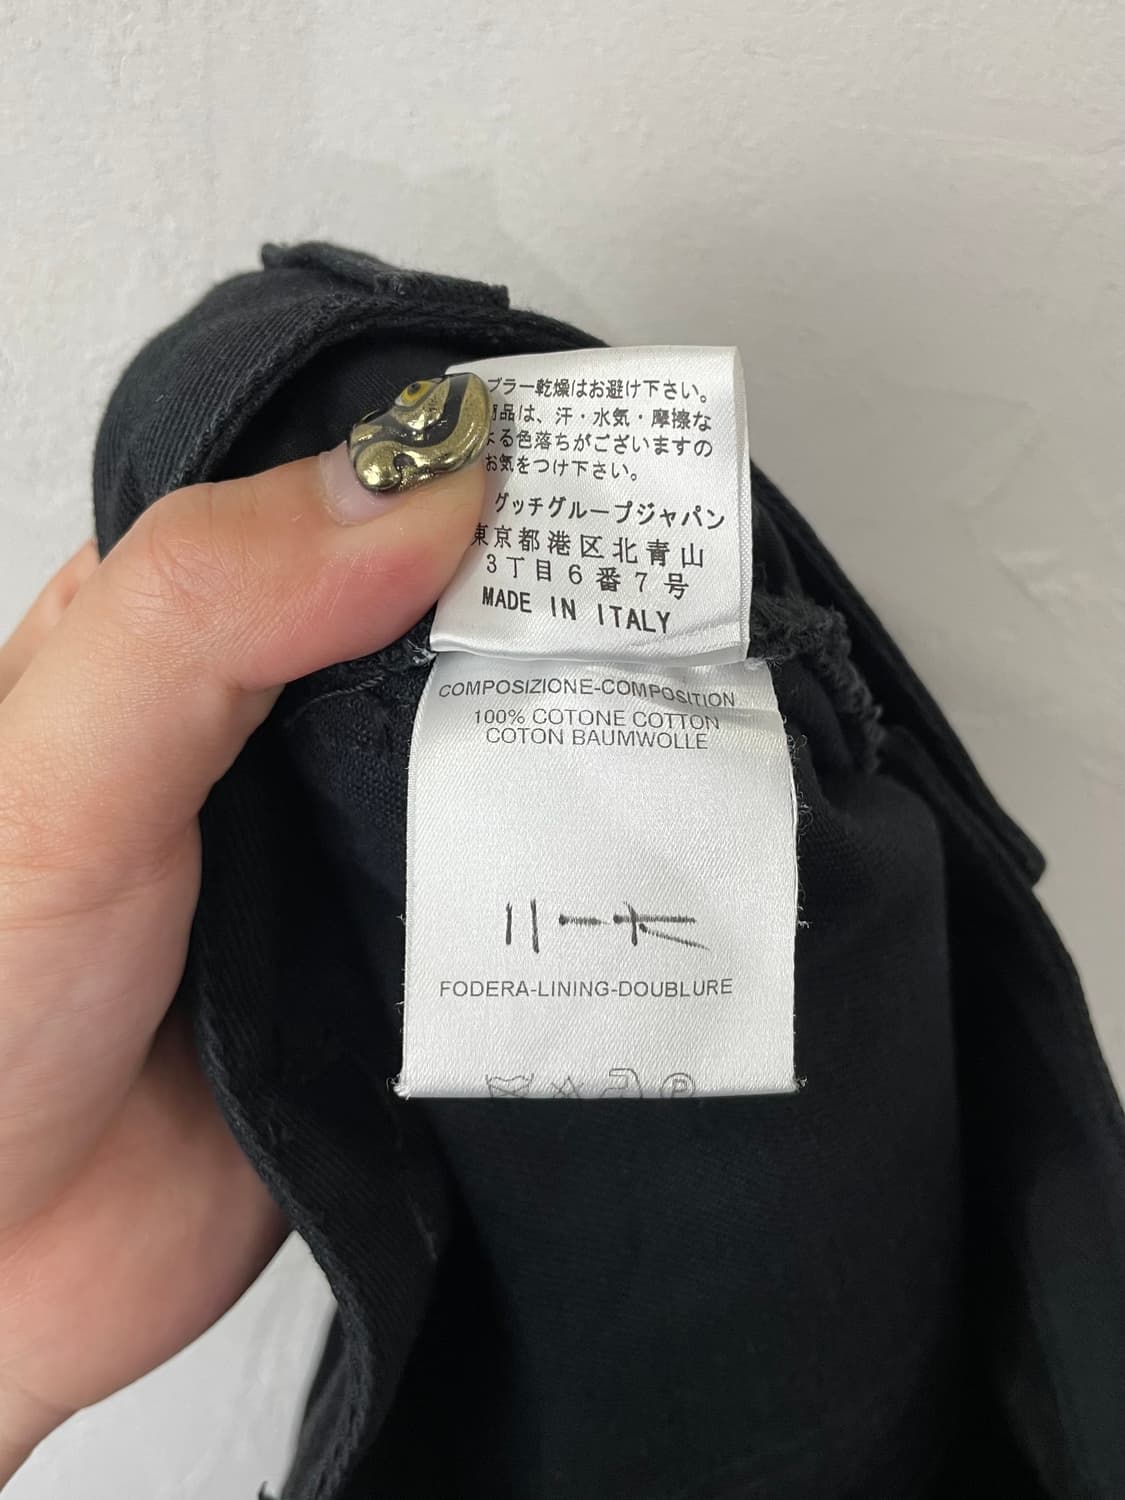 ブラー乾燥はお避け下さい。
商品は、汗・水気・摩擦な
よる色落ちがございますの
お気をつけ下さい。
グッチグループジャパン
東京都港区北青山
3丁目6番7号
MADE IN ITALY
COMPOSIZIONE-COMPOSITION
100% COTONE COTTON
COTON BAUMWOLLE
FODERA-LINING-DOUBLURE
P